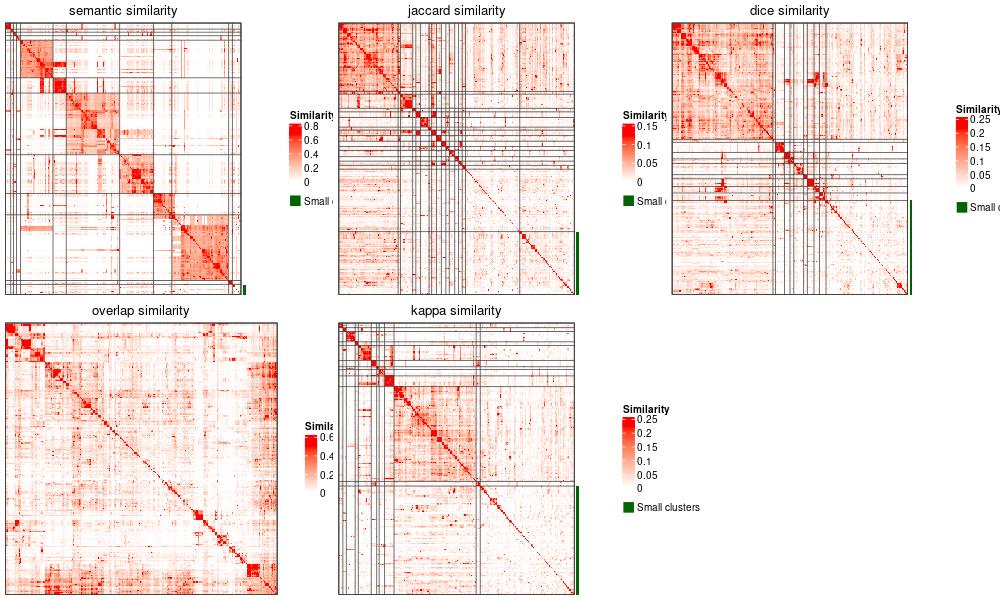 semantic similarity
Similarity
0.8
0.6
0.4
0.2
0
Small
jaccard similarity
Similarity
0.15
0.1
0.05
0
Small
dice similarity
Similarity
0.25
0.2
0.15
0.1
0.05
0
Small
overlap similarity
0.4
0.2
0
kappa similarity
Similarity
0.25
0.2
0.15
0.1
0.05
0
Small clusters